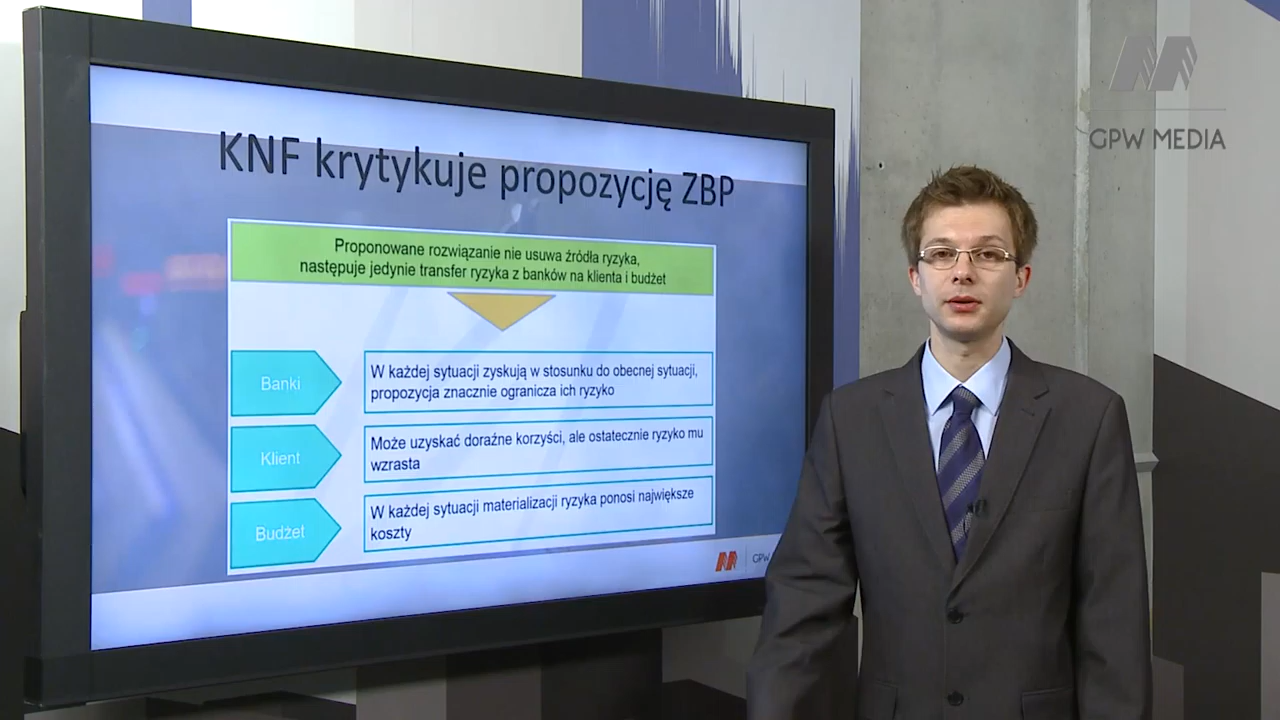 KNF krytykuje propozycję ZBP
Proponowane rozwiązanie nie usuwa źródła ryzyka,
następuje jedynie transfer ryzyka z banków na klienta i budżet
Banki
W każdej sytuacji zyskują w stosunku do obecnej sytuacji,
propozycja znacznie ogranicza ich ryzyko
Klient
Może uzyskać doraźne korzyści, ale ostatecznie ryzyko mu
wzrasta
Budżet
W każdej sytuacji materializacji ryzyka ponosi największe
koszty
GPW
GPW MEDIA